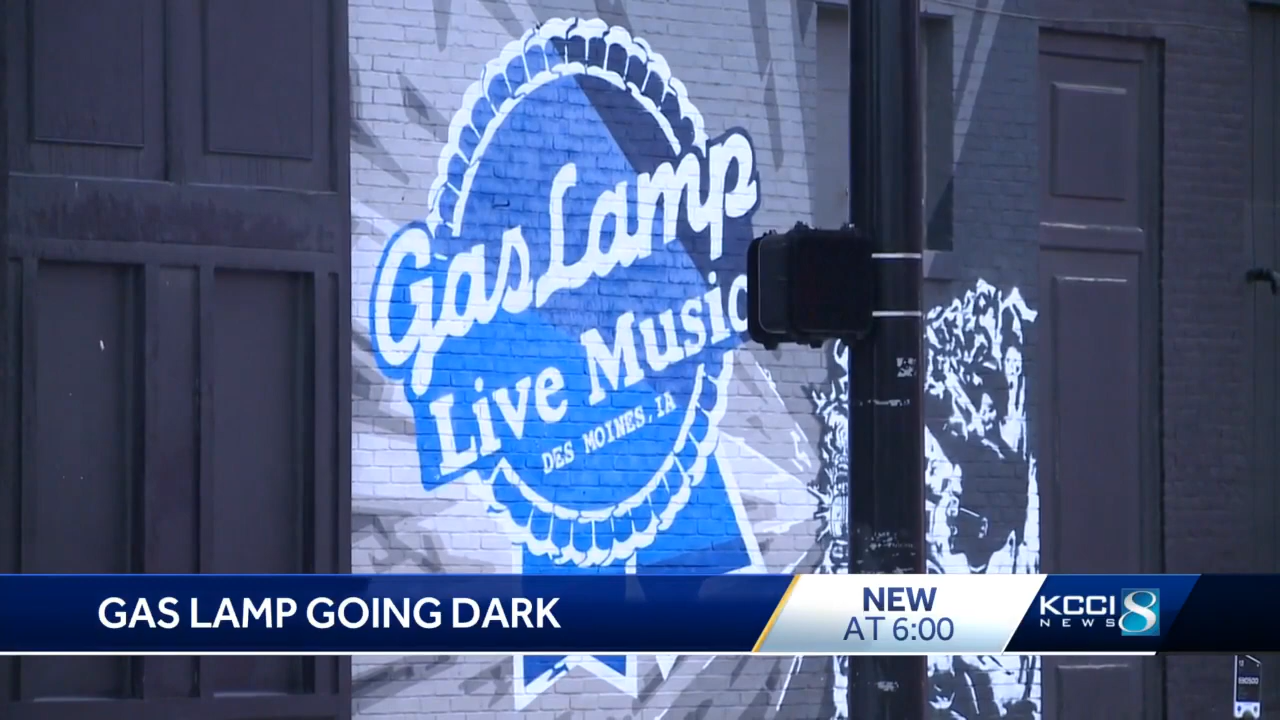 Gas Lamp
Live Music
DES MOINES, IA
GAS LAMP GOING DARK
NEW
AT 6:00
KCCI 8
NEWS